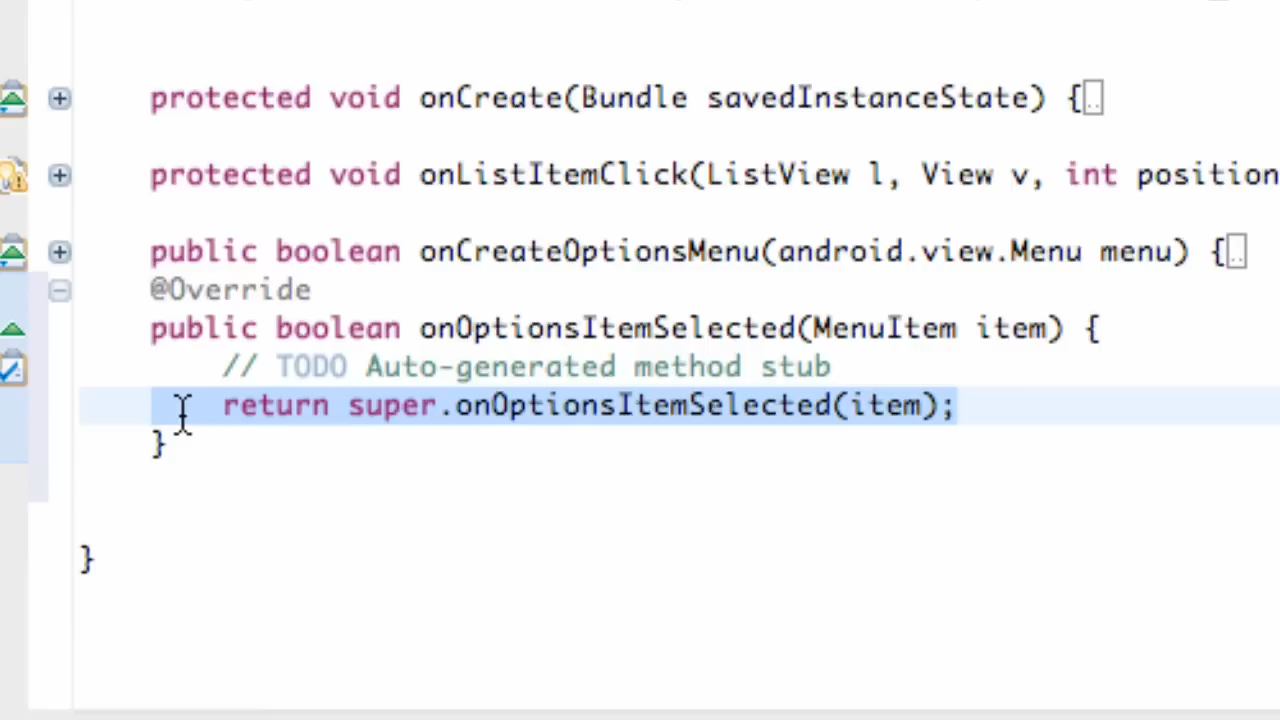 protected void onCreate(Bundle savedInstanceState) {..
protected void onListItemClick(ListView l, View v, int position
public boolean onCreateOptionsMenu(android.view.Menu menu) {..
@Override
public boolean onOptionsItemSelected(MenuItem item) {
// TODO Auto-generated method stub
return super.onOptionsItemSelected(item);
}
}